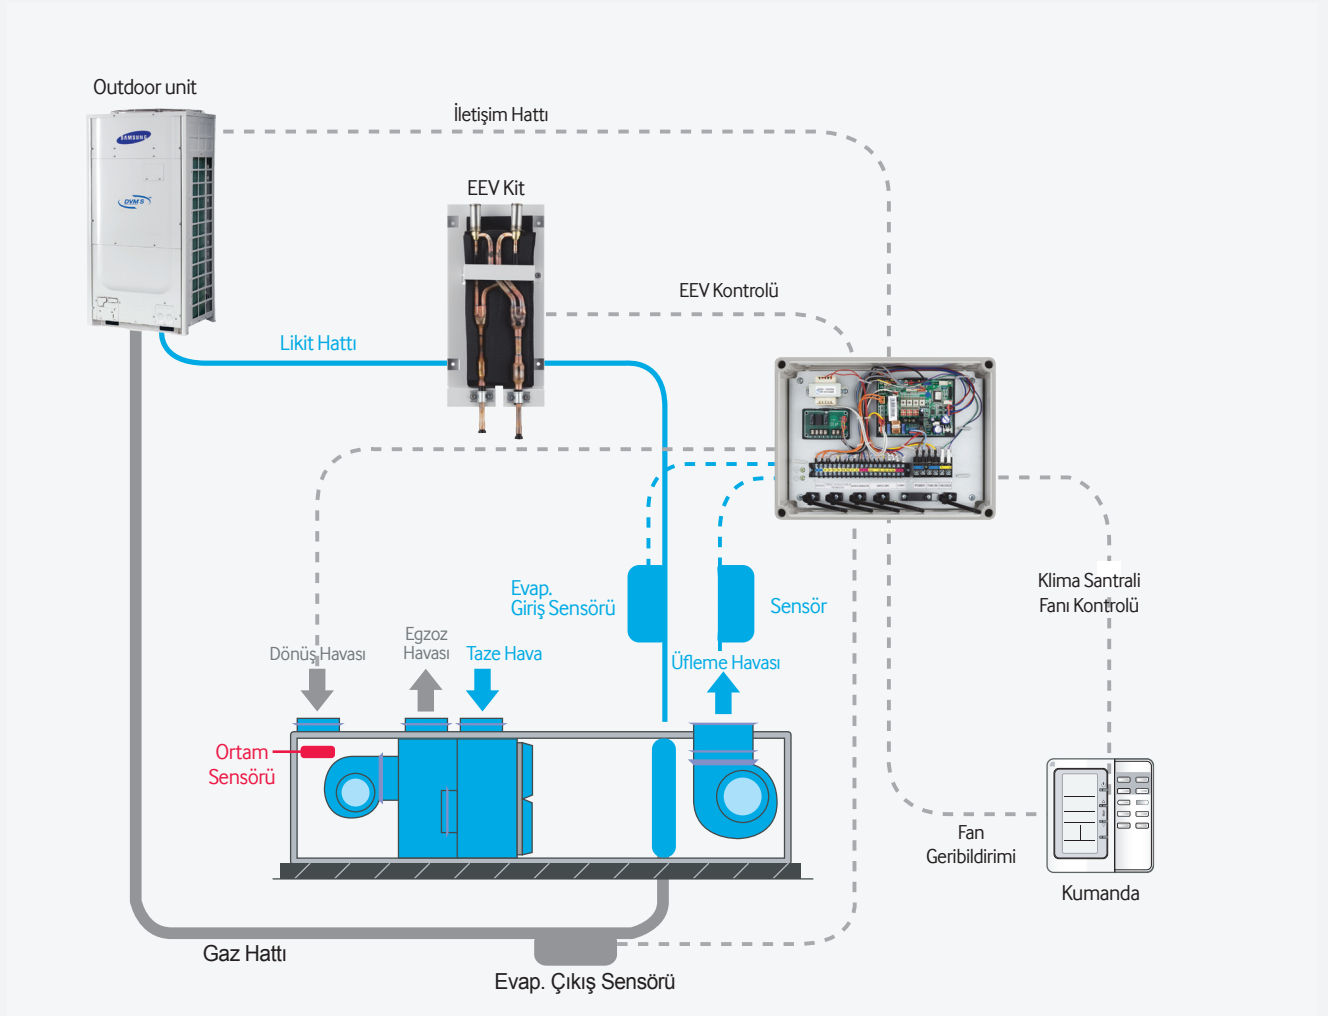 Outdoor unit
SAMSUNG
DVM S
İletişim Hattı
EEV Kit
EEV Kontrolü
Likit Hattı
Evap.
Giriş Sensörü
Sensör
Klima Santrali
Fanı Kontrolü
Dönüş Havası
Egzoz
Havası
Taze Hava
Üfleme Havası
Ortam
Sensörü
Fan
Geribildirimi
Kumanda
Gaz Hattı
Evap. Çıkış Sensörü